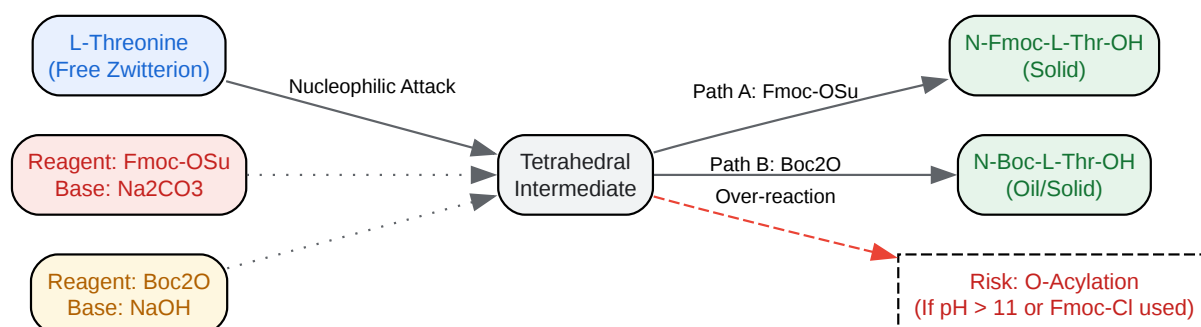 L-Threonine
(Free Zwitterion)
Nucleophilic Attack
Reagent: Fmoc-OSu
Base: Na2CO3
Reagent: Boc2O
Base: NaOH
Tetrahedral
Intermediate
Path A: Fmoc-OSu
Path B: Boc2O
Over-reaction
N-Fmoc-L-Thr-OH
(Solid)
N-Boc-L-Thr-OH
(Oil/Solid)
Risk: O-Acylation
(If pH > 11 or Fmoc-Cl used)